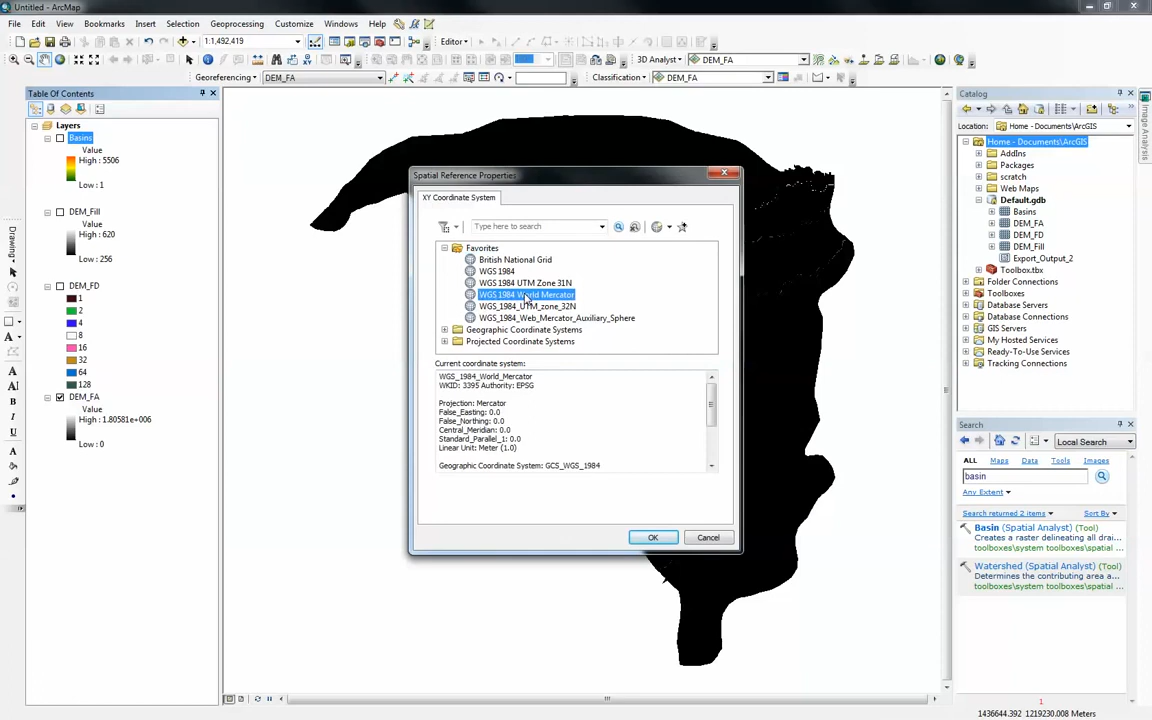 Untitled - ArcMap
File Edit View Bookmarks Insert Selection Geoprocessing Customize Windows Help
1:1,492,419
Editor
3D Analyst
DEM_FA
Georeferencing
DEM_FA
Classification
DEM_FA
Table Of Contents
Layers
Basins
Value
High : 5506
Low : 1
DEM_Fill
Value
High : 620
Low : 256
DEM_FD
1
2
4
8
16
32
64
128
DEM_FA
Value
High : 1.80581e+006
Low : 0
Drawing
A
A
B
I
U
A
Spatial Reference Properties
XY Coordinate System
Type here to search
Favorites
British National Grid
WGS 1984
WGS 1984 UTM Zone 31N
WGS 1984 World Mercator
WGS_1984_UTM_zone_32N
WGS_1984_Web_Mercator_Auxiliary_Sphere
Geographic Coordinate Systems
Projected Coordinate Systems
Current coordinate system:
WGS_1984_World_Mercator
WKID: 3395 Authority: EPSG
Projection: Mercator
False_Easting: 0.0
False_Northing: 0.0
Central_Meridian: 0.0
Standard_Parallel_1: 0.0
Linear Unit: Meter (1.0)
Geographic Coordinate System: GCS_WGS_1984
OK Cancel
Catalog
Location: Home - Documents\ArcGIS
Home - Documents\ArcGIS
AddIns
Packages
scratch
Web Maps
Default.gdb
Basins
DEM_FA
DEM_FD
DEM_Fill
Export_Output_2
Toolbox.tbx
Folder Connections
Toolboxes
Database Servers
Database Connections
GIS Servers
My Hosted Services
Ready-To-Use Services
Tracking Connections
Image Analysis
Search
Local Search
ALL Maps Data Tools Images
basin
Any Extent
Search returned 2 items Sort By
Basin (Spatial Analyst) (Tool)
Creates a raster delineating all drai...
toolboxes\system toolboxes\spatial ...
Watershed (Spatial Analyst) (Tool)
Determines the contributing area a...
toolboxes\system toolboxes\spatial ...
1
1436644.392 1219230.008 Meters